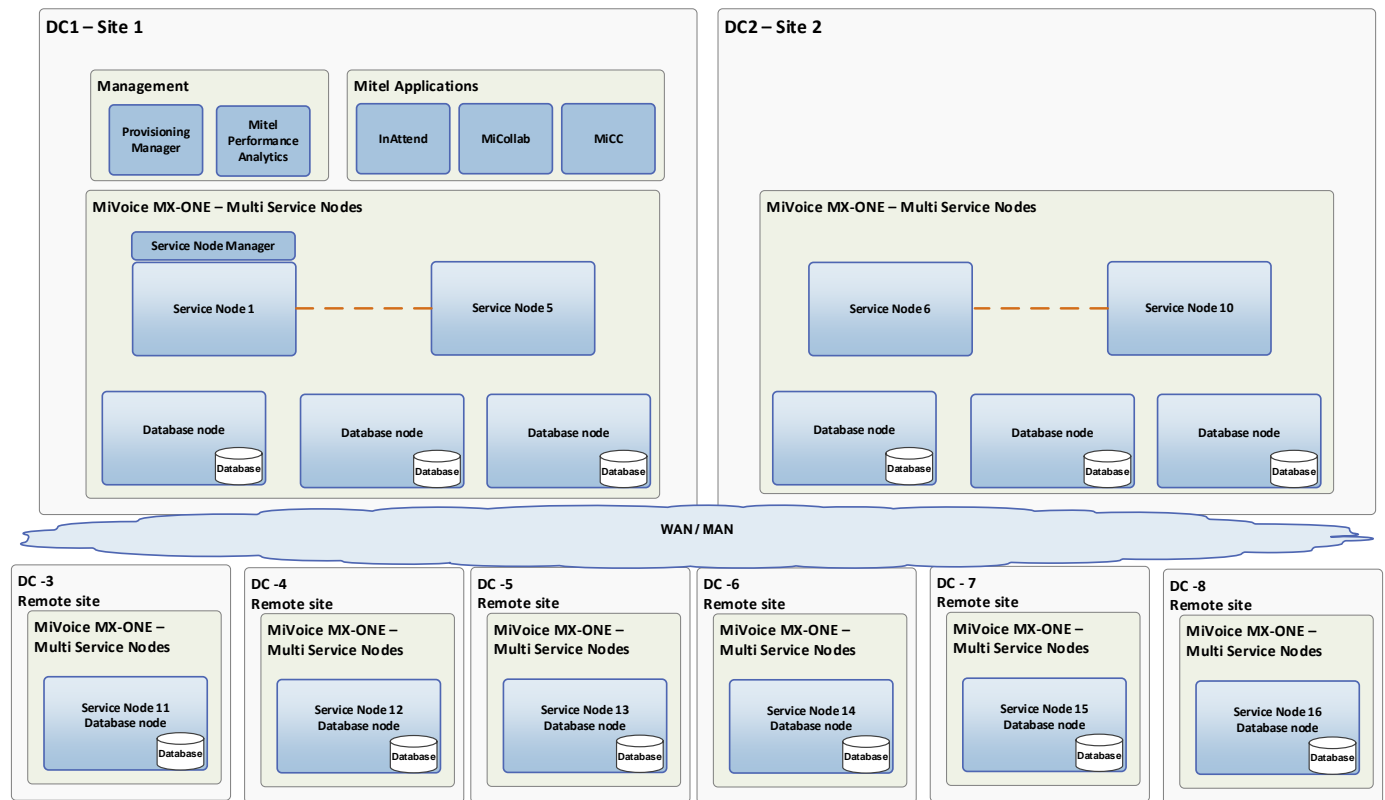 DC1 – Site 1
Management
Provisioning
Manager
Mitel
Performance
Analytics
Mitel Applications
InAttend
MiCollab
MiCC
MiVoice MX-ONE – Multi Service Nodes
Service Node Manager
Service Node 1
Service Node 5
Database node
Database
Database node
Database
Database node
Database
DC2 – Site 2
MiVoice MX-ONE – Multi Service Nodes
Service Node 6
Service Node 10
Database node
Database
Database node
Database
Database node
Database
WAN / MAN
DC -3
Remote site
MiVoice MX-ONE –
Multi Service Nodes
Service Node 11
Database node
Database
DC -4
Remote site
MiVoice MX-ONE –
Multi Service Nodes
Service Node 12
Database node
Database
DC -5
Remote site
MiVoice MX-ONE –
Multi Service Nodes
Service Node 13
Database node
Database
DC -6
Remote site
MiVoice MX-ONE –
Multi Service Nodes
Service Node 14
Database node
Database
DC - 7
Remote site
MiVoice MX-ONE –
Multi Service Nodes
Service Node 15
Database node
Database
DC -8
Remote site
MiVoice MX-ONE –
Multi Service Nodes
Service Node 16
Database node
Database